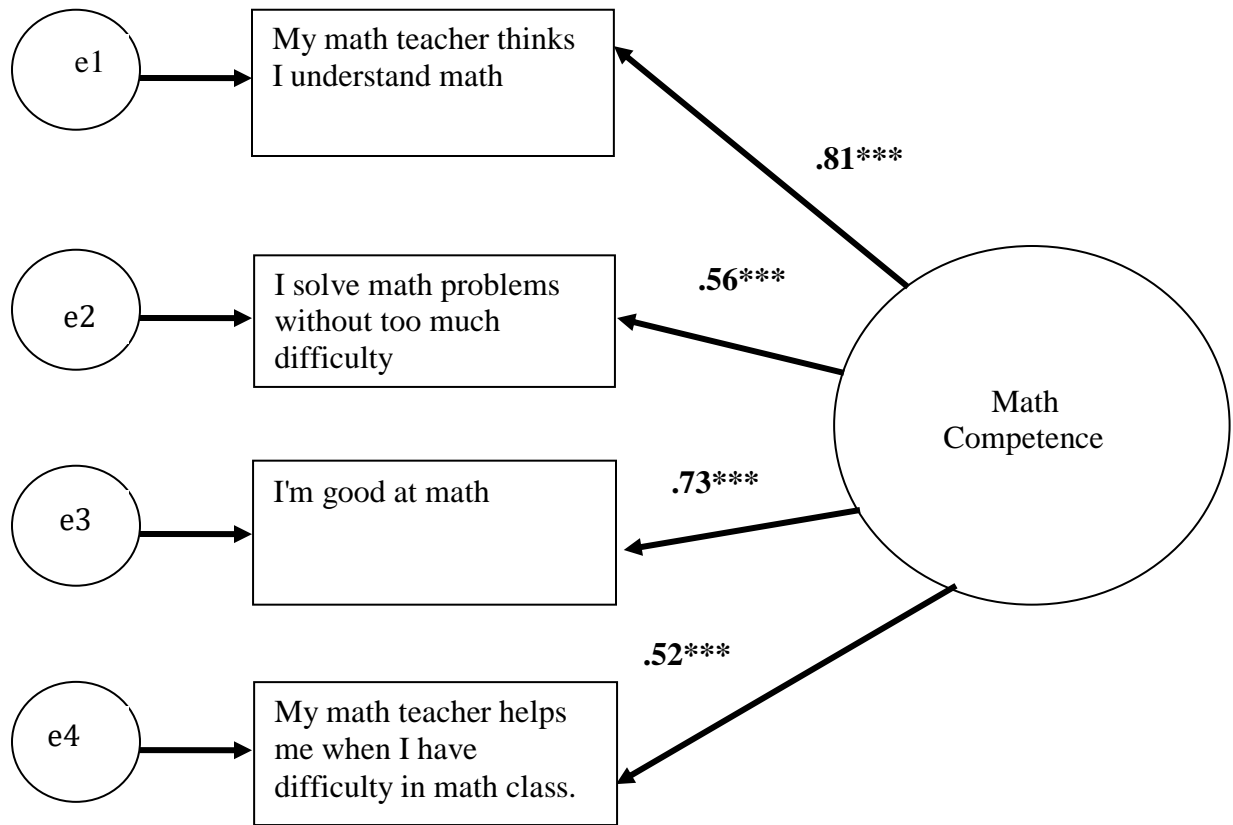 e1
My math teacher thinks
I understand math
.81***
e2
I solve math problems
without too much
difficulty
.56***
Math
Competence
e3
I'm good at math
.73***
e4
My math teacher helps
me when I have
difficulty in math class.
.52***